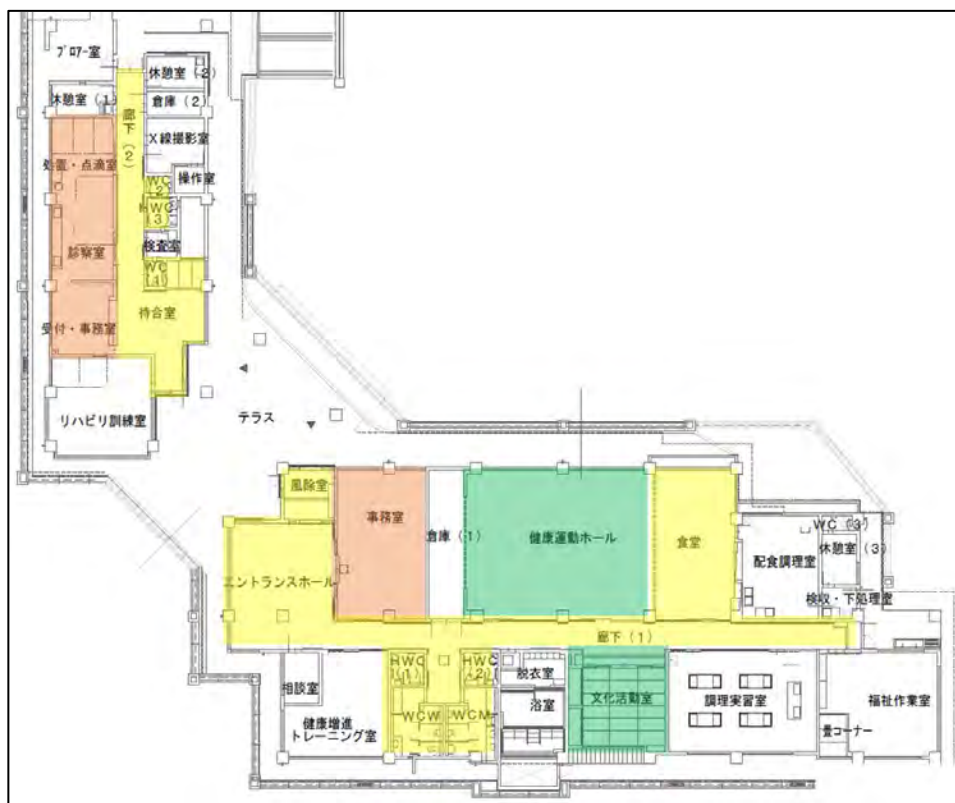 ブロアー室
休憩室(2)
休憩室(1)
倉庫(2)
廊下(2)
X線撮影室
処置・点滴室
操作室
WC(2)
HWC(3)
検査室
診察室
WC(1)
待合室
受付・事務室
リハビリ訓練室
テラス
風除室
事務室
倉庫(1)
健康運動ホール
食堂
WC(3)
配食調理室
休憩室(3)
エントランスホール
検収・下処理室
廊下(1)
相談室
HWC(1)
HWC(2)
脱衣室
文化活動室
調理実習室
福祉作業室
浴室
WCW
WCM
健康増進
トレーニング室
畳コーナー